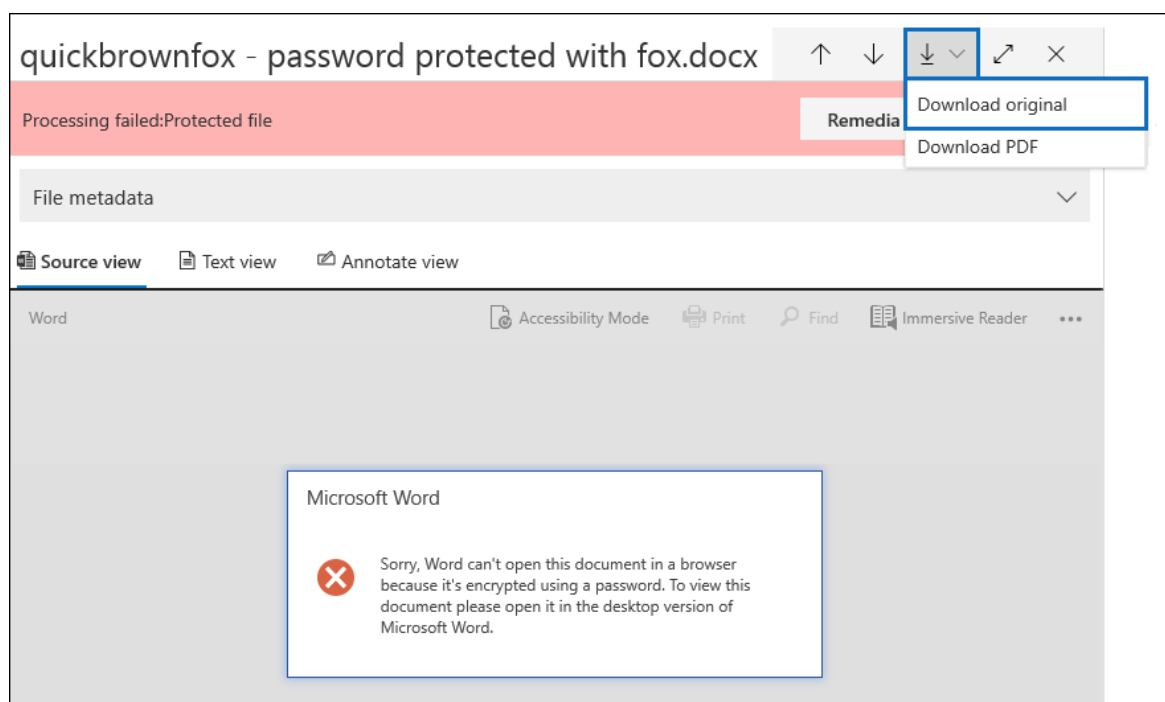 quickbrownfox - password protected with fox.docx
Download original
Processing failed:Protected file
Remedia
Download PDF
File metadata
Source view Text view Annotate view
Word Accessibility Mode Print Find Immersive Reader
Microsoft Word
Sorry, Word can't open this document in a browser
because it's encrypted using a password. To view this
document please open it in the desktop version of
Microsoft Word.